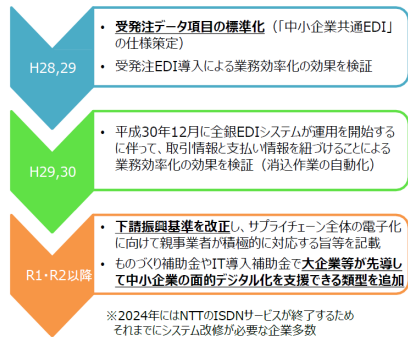 H28,29
• 受発注データ項目の標準化（「中小企業共通EDI」
の仕様策定）
• 受発注EDI導入による業務効率化の効果を検証
H29,30
• 平成30年12月に全銀EDIシステムが運用を開始する
に伴って、取引情報と支払い情報を紐づけることによる
業務効率化の効果を検証（消込作業の自動化）
R1・R2以降
• 下請振興基準を改正し、サプライチェーン全体の電子化
に向けて親事業者が積極的に対応する旨等を記載
• ものづくり補助金やIT導入補助金で大企業等が先導し
て中小企業の面的デジタル化を支援できる類型を追加
※2024年にはNTTのISDNサービスが終了するため
それまでにシステム改修が必要な企業多数